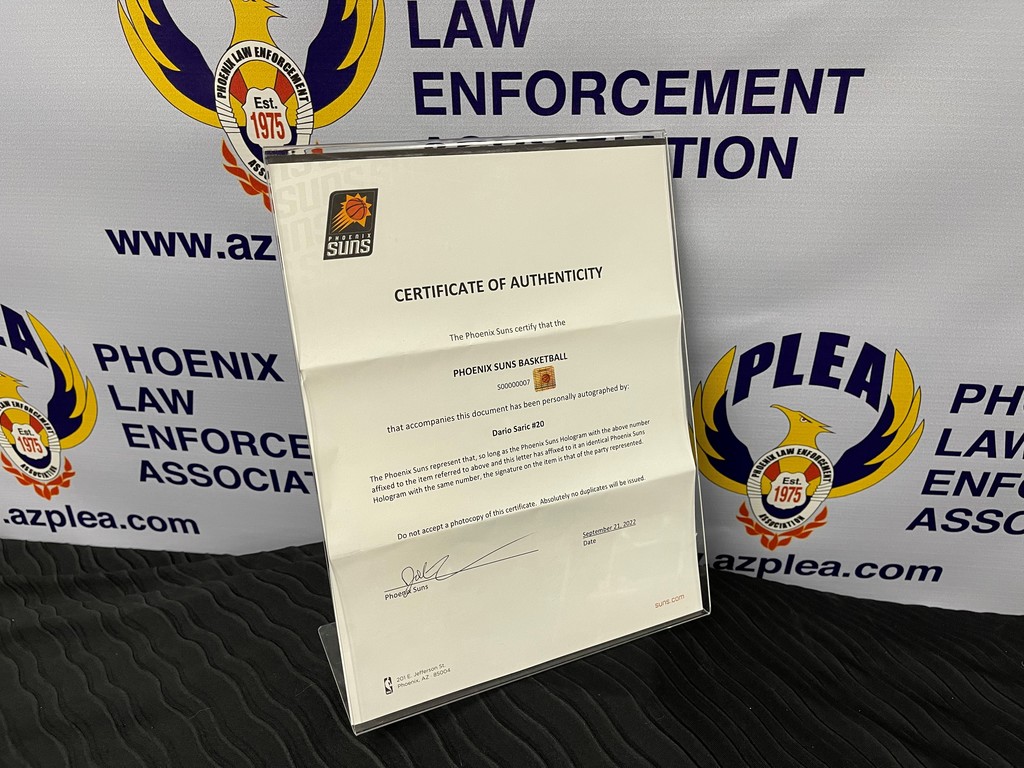 LAW
ENFORCEMENT
TION
PHOENIX LAW ENFORCEMENT
Est.
1975
ASS
www.az
PHOENIX
LAW
ENFORCE
ASSOCIA
.azplea.com
Est.
1975
ASSOCIATION
PHOENIX
SUNS
CERTIFICATE OF AUTHENTICITY
The Phoenix Suns certify that the
PHOENIX SUNS BASKETBALL
S00000007
that accompanies this document has been personally autographed by:
Dario Saric #20
The Phoenix Suns represent that, so long as the Phoenix Suns Hologram with the above number
affixed to the item referred to above and this letter has affixed to it an identical Phoenix Suns
Hologram with the same number, the signature on the item is that of the party represented.
Do not accept a photocopy of this certificate. Absolutely no duplicates will be issued.
September 21, 2022
Date
Phoenix Suns
suns.com
201 E. Jefferson St.
Phoenix, AZ 85004
PLEA
PHOENIX LAW ENFORCEMENT
Est.
1975
ASSOCIATION
PH
LAW
ENF
ASSO
azplea.com